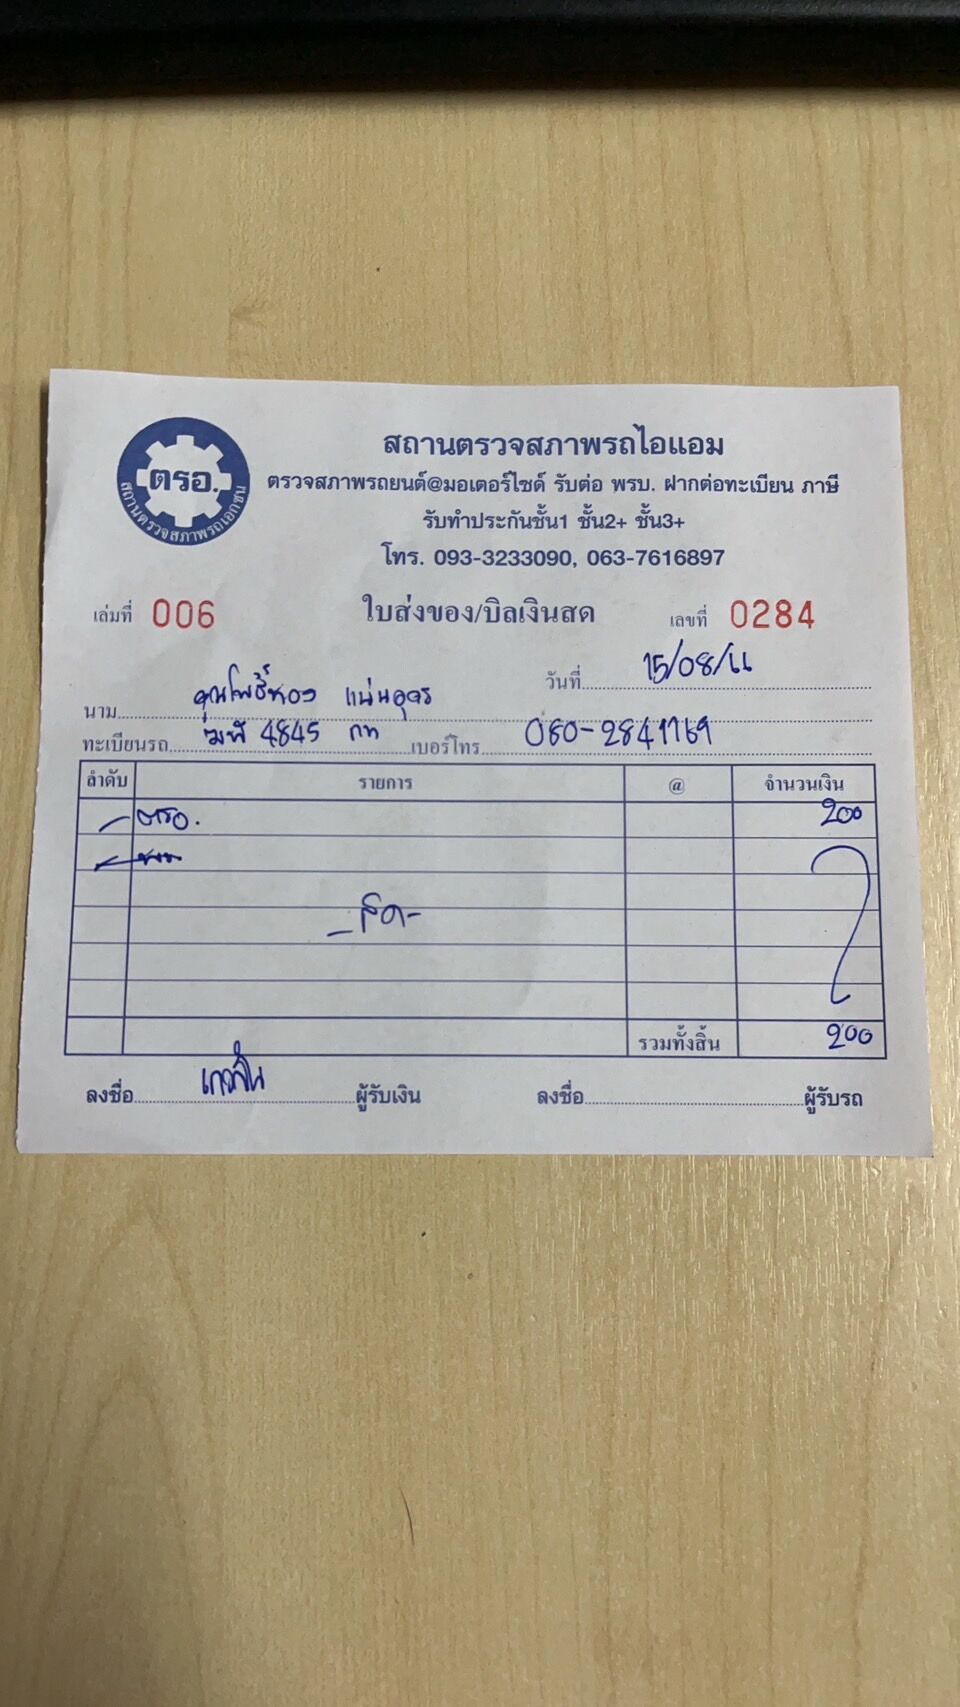 ตรอ.
สถานตรวจสภาพรถเอกชน
สถานตรวจสภาพรถไอแอม
ตรวจสภาพรถยนต์@มอเตอร์ไซด์ รับต่อ พรบ. ฝากต่อทะเบียน ภาษี
รับทำประกันชั้น1 ชั้น2+ ชั้น3+
โทร. 093-3233090, 063-7616897
เล่มที่ 006 ใบส่งของ/บิลเงินสด เลขที่ 0284
วันที่ 15/08/66
นาม คุณโพธิ์ทอง แน่นอุดร
ทะเบียนรถ 4845 กท เบอร์โทร 080-2841769
ลำดับ รายการ @ จำนวนเงิน
- ตรอ. 200
-สด-
รวมทั้งสิ้น 200
ลงชื่อ ผู้รับเงิน ลงชื่อ ผู้รับรถ